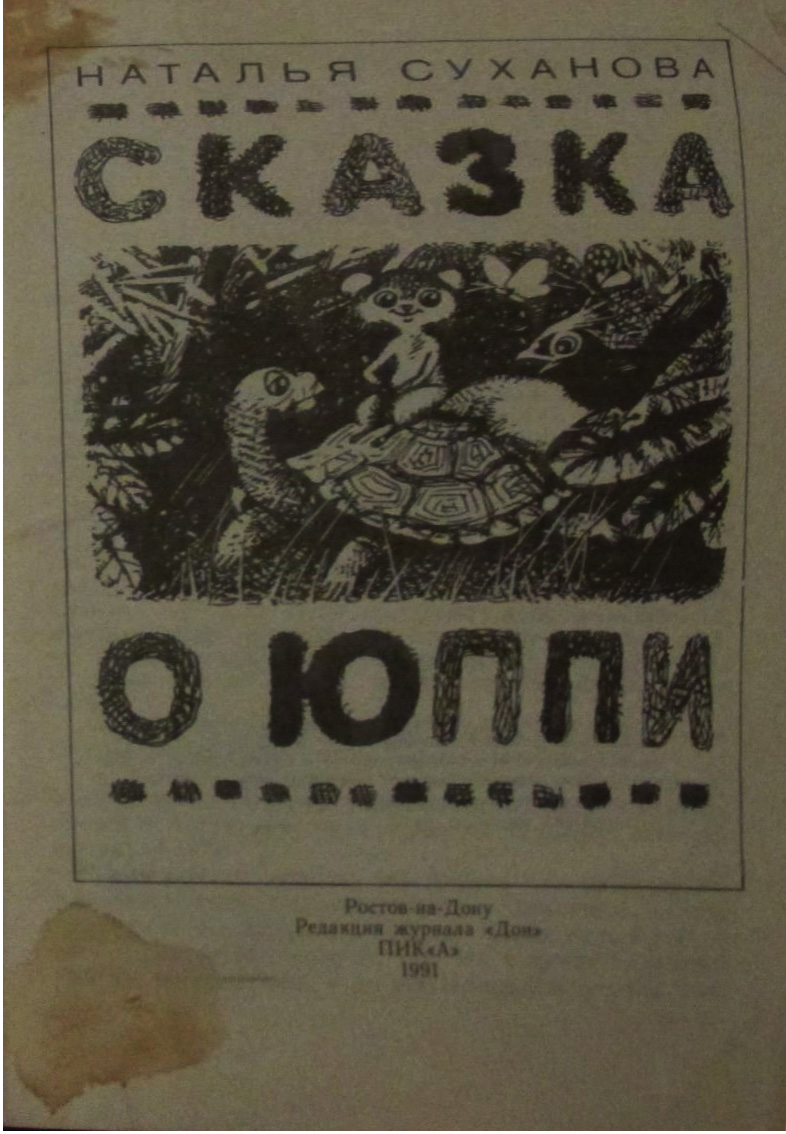 НАТАЛЬЯ СУХАНОВА
СКАЗКА
О ЮППИ
Ростов-на-Дону
Редакция журнала «Дон»
ПИК«А»
1991